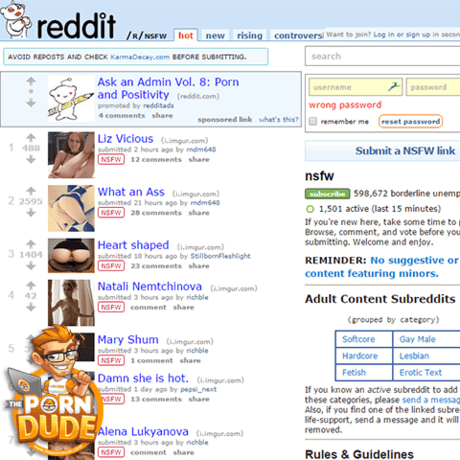 reddit /R/NSFW hot new rising controvers
Want to join? Log in or sign up in secon
AVOID REPOSTS AND CHECK KarmaDecay.com BEFORE SUBMITTING.
search
Ask an Admin Vol. 8: Porn
and Positivity (reddit.com)
promoted by redditads
4 comments share
sponsored link what's this?
username
password
wrong password
remember me reset password
Submit a NSFW link
1
488
Liz Vicious (i.imgur.com)
submitted 2 hours ago by rndm648
NSFW 12 comments share
2
2595
What an Ass (i.imgur.com)
submitted 21 hours ago by rndm648
NSFW 28 comments share
3
1404
Heart shaped (i.imgur.com)
submitted 18 hours ago by StillbornFleshlight
NSFW 23 comments share
4
42
Natali Nemtchinova (i.imgur.com)
submitted 3 hours ago by richble
NSFW comment share
5
Mary Shum (i.imgur.com)
submitted 3 hours ago by richble
NSFW 1 comment share
Damn she is hot. (i.imgur.com)
submitted 1 day ago by pepsi_next
NSFW 13 comments share
Alena Lukyanova (i.imgur.com)
submitted 3 hours ago by richble
NSFW comment share
THE
PORN
DUDE
nsfw
subscribe 598,672 borderline unemp
1,501 active (last 15 minutes)
If you're new here, take some time to p
Browse, comment, and vote before you
submitting. Welcome and enjoy.
REMINDER: No suggestive or
content featuring minors.
Adult Content Subreddits
(grouped by category)
Softcore Gay Male
Hardcore Lesbian
Fetish Erotic Text
If you know an active subreddit to add
these categories, please send a messag
Also, if you find one of the linked subre
life-support, send a message and it will
removed.
Rules & Guidelines